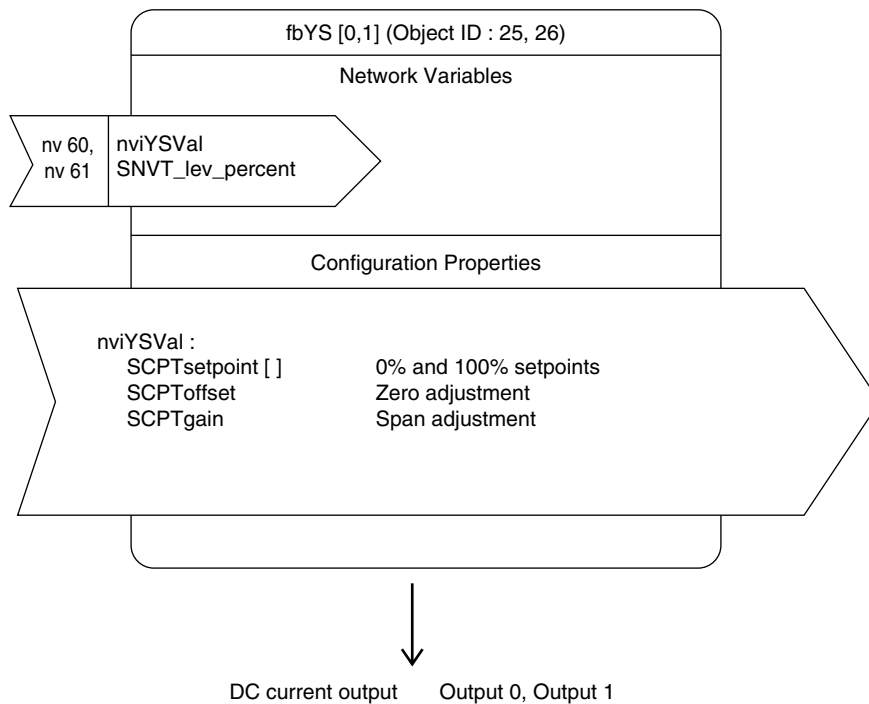 fbYS [0,1] (Object ID : 25, 26)
Network Variables
nv 60, nviYSVal
nv 61 SNVT_lev_percent
Configuration Properties
nviYSVal :
SCPTsetpoint [ ] 0% and 100% setpoints
SCPToffset Zero adjustment
SCPTgain Span adjustment
DC current output Output 0, Output 1